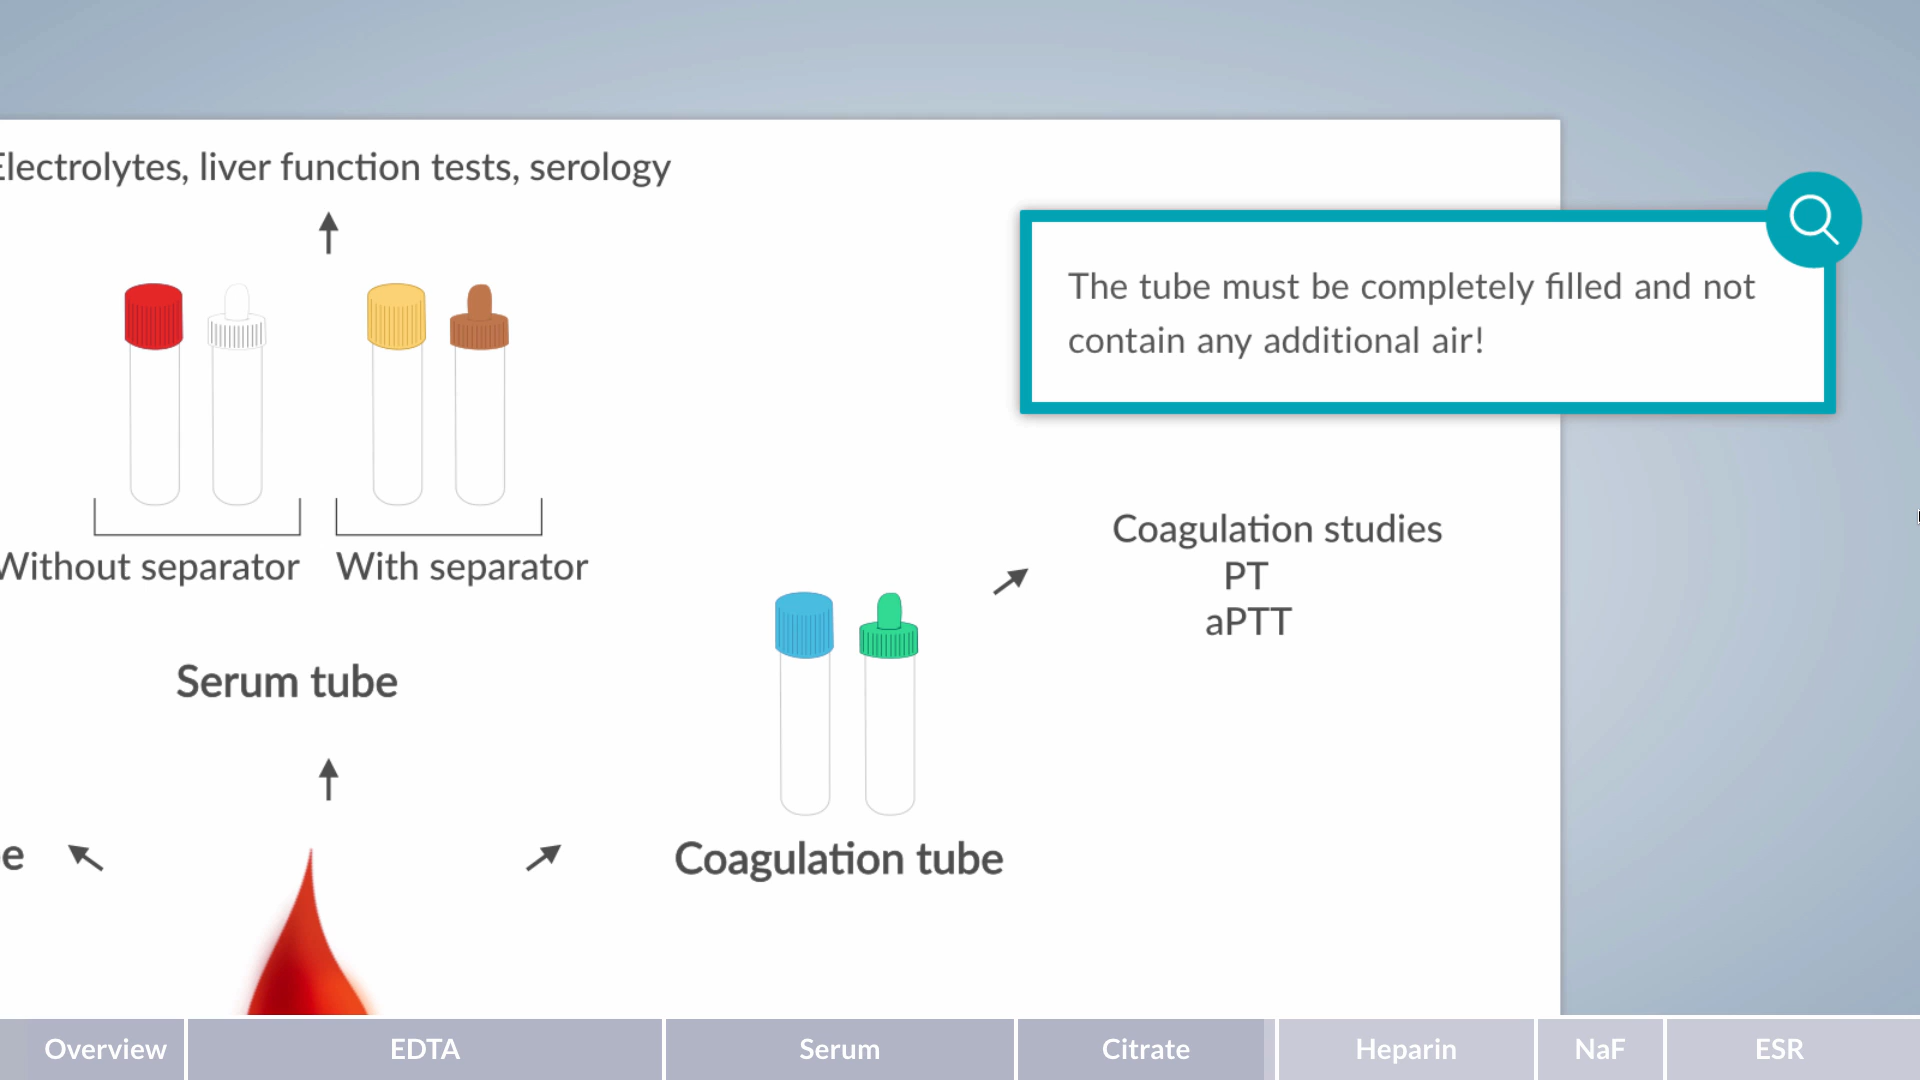 Electrolytes, liver function tests, serology
The tube must be completely filled and not
contain any additional air!
Without separator
With separator
Coagulation studies
PT
aPTT
Serum tube
e
Coagulation tube
Overview
EDTA
Serum
Citrate
Heparin
NaF
ESR